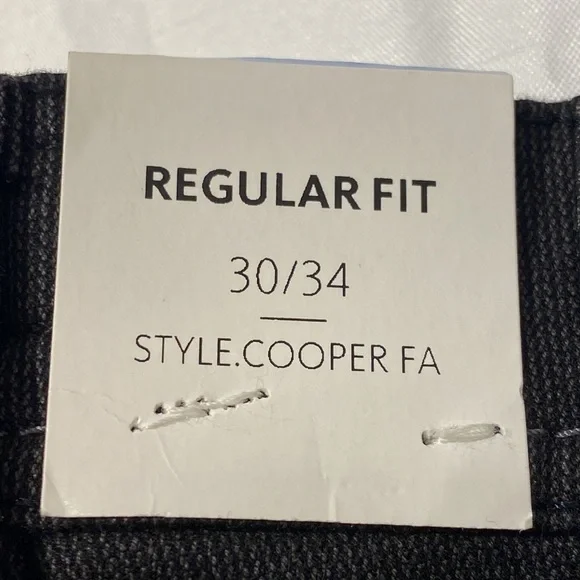 REGULAR FIT
30/34
STYLE.COOPER FA